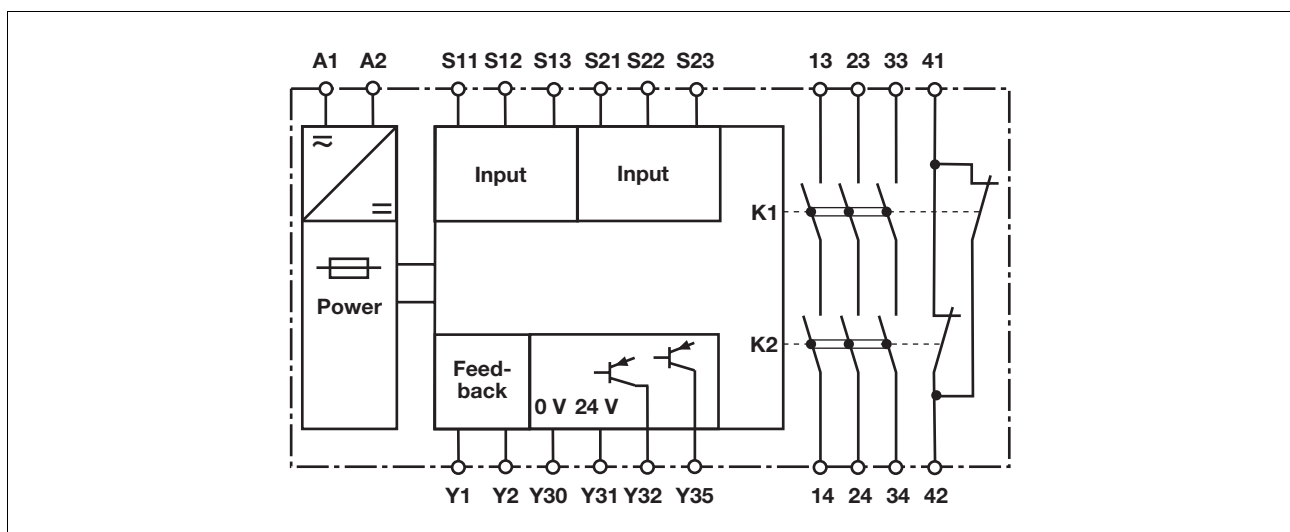 A1 A2 S11 S12 S13 S21 S22 S23 13 23 33 41
Input Input
K1
Power
K2
Feed-
back
0 V 24 V
Y1 Y2 Y30 Y31 Y32 Y35 14 24 34 42